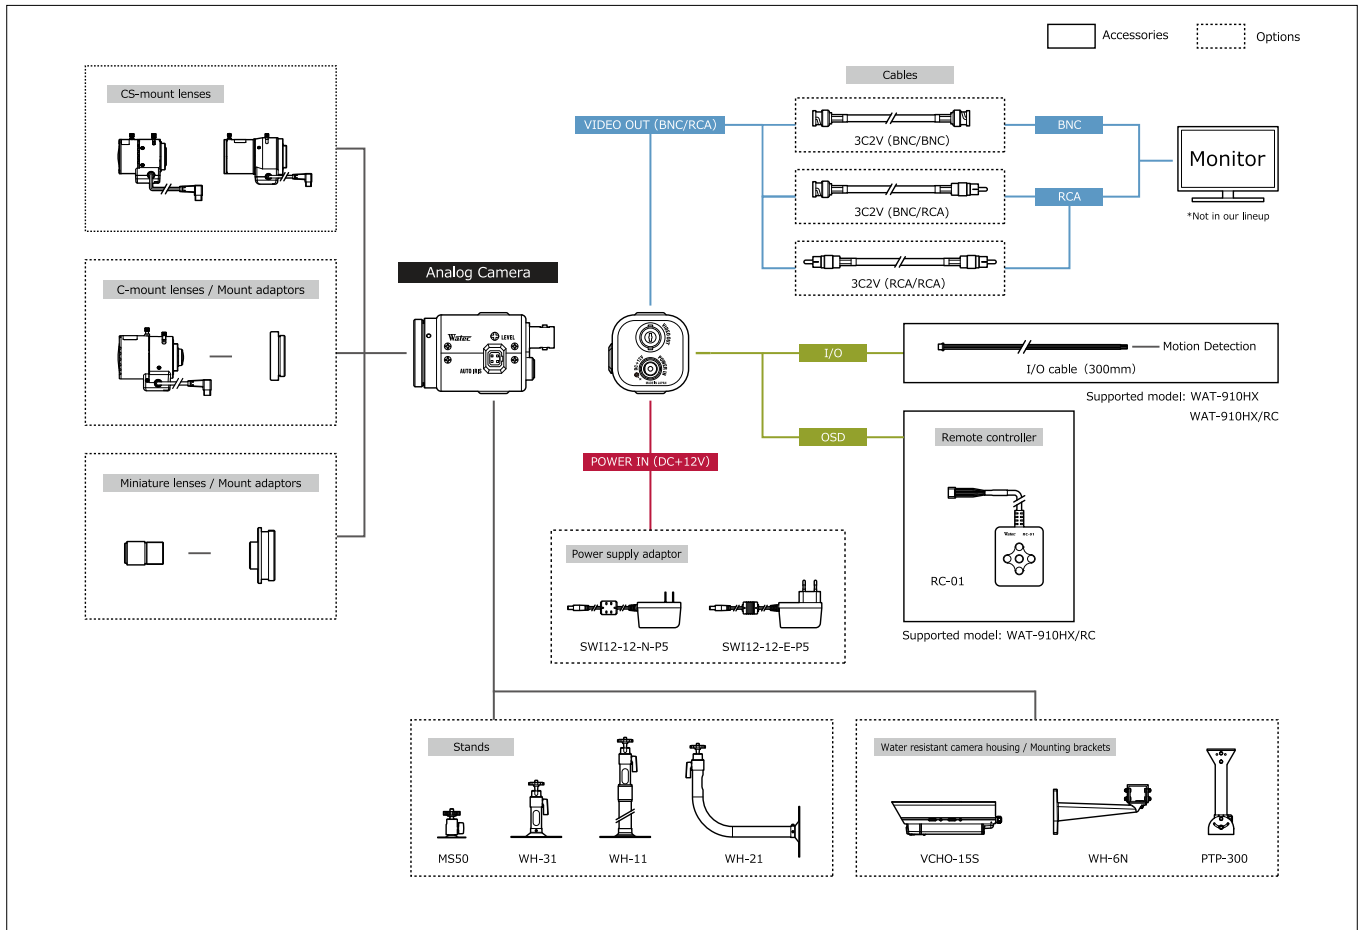 Accessories
Options
CS-mount lenses
C-mount lenses / Mount adaptors
Miniature lenses / Mount adaptors
Analog Camera
Watec
LEVEL
AUTO IRIS
VIDEO OUT (BNC/RCA)
Cables
3C2V (BNC/BNC)
3C2V (BNC/RCA)
3C2V (RCA/RCA)
BNC
RCA
Monitor
*Not in our lineup
I/O
Motion Detection
I/O cable (300mm)
Supported model: WAT-910HX
WAT-910HX/RC
OSD
Remote controller
Watec RC-01
RC-01
Supported model: WAT-910HX/RC
POWER IN (DC+12V)
Power supply adaptor
SWI12-12-N-P5
SWI12-12-E-P5
Stands
MS50
WH-31
WH-11
WH-21
Water resistant camera housing / Mounting brackets
VCHO-15S
WH-6N
PTP-300